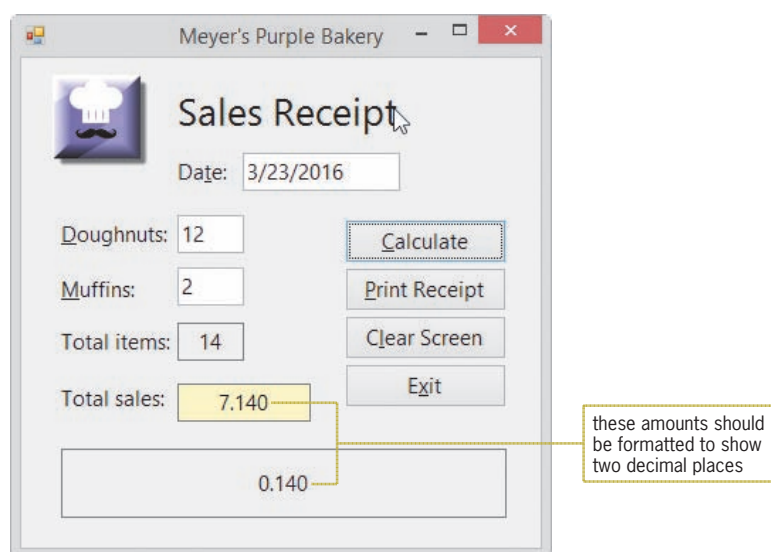 Meyer's Purple Bakery
Sales Receipt
Date: 3/23/2016
Doughnuts: 12
Calculate
Muffins: 2
Print Receipt
Total items: 14
Clear Screen
Exit
Total sales: 7.140
these amounts should
be formatted to show
two decimal places
0.140